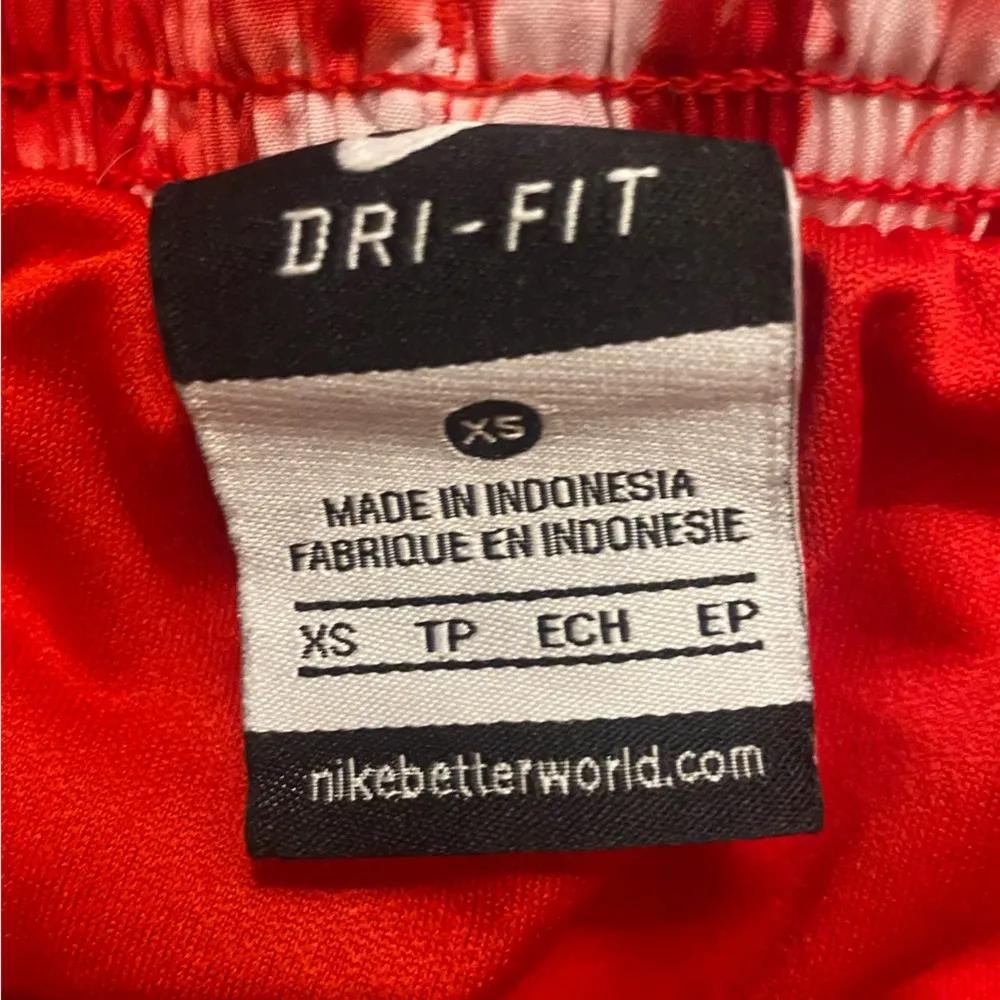 DRI-FIT
XS
MADE IN INDONESIA
FABRIQUE EN INDONESIE
XS TP ECH EP
nikebetterworld.com